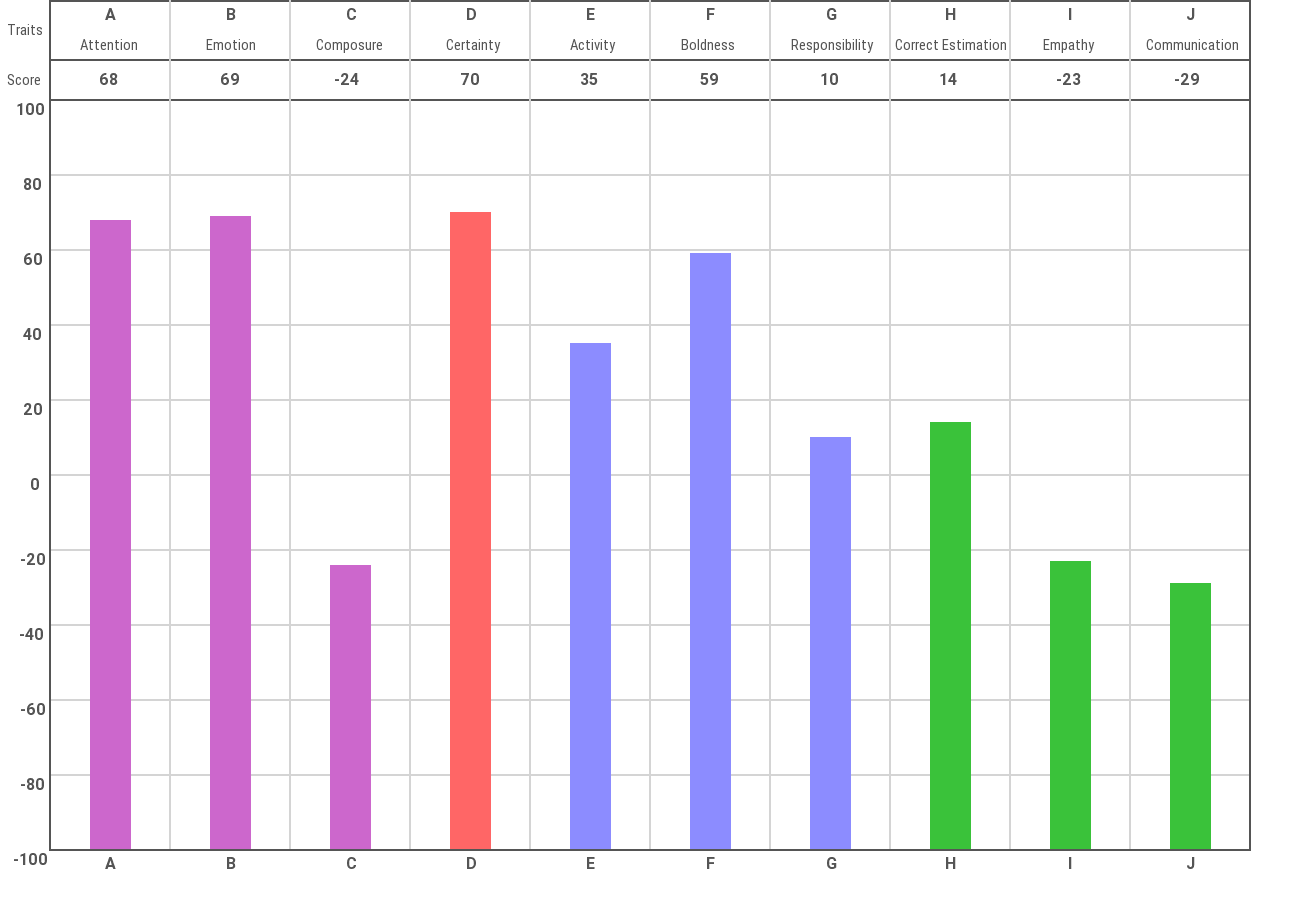 A B C D E F G H I J
Traits
Attention Emotion Composure Certainty Activity Boldness Responsibility Correct Estimation Empathy Communication
Score 68 69 -24 70 35 59 10 14 -23 -29
100
80
60
40
20
0
-20
-40
-60
-80
-100
A B C D E F G H I J